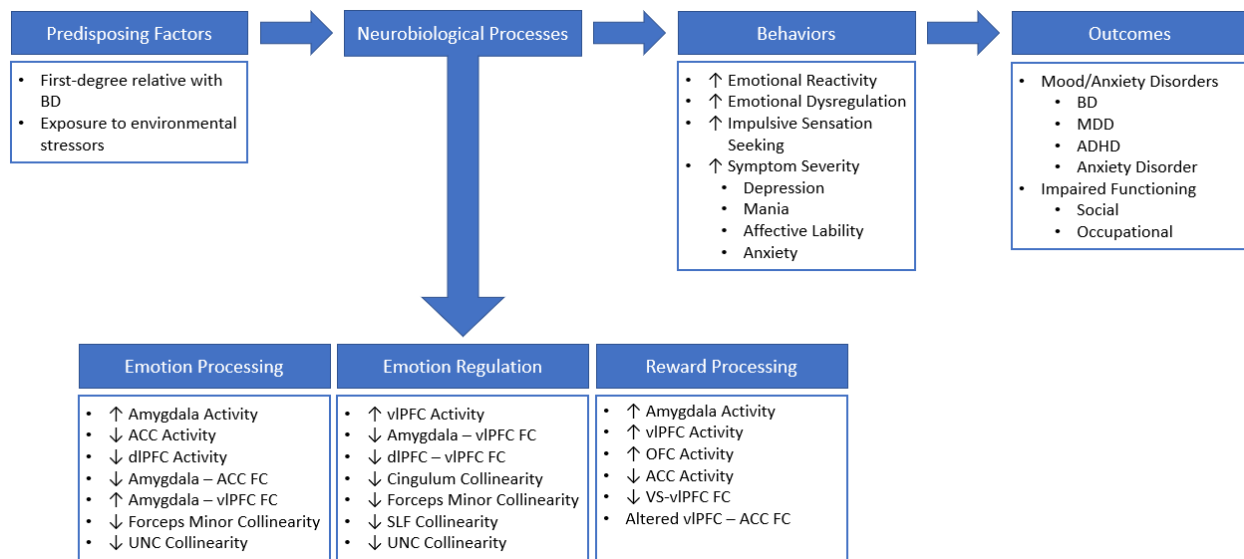 Predisposing Factors
• First-degree relative with
BD
• Exposure to environmental
stressors
Neurobiological Processes
Behaviors
• ↑ Emotional Reactivity
• ↑ Emotional Dysregulation
• ↑ Impulsive Sensation
Seeking
• ↑ Symptom Severity
• Depression
• Mania
• Affective Lability
• Anxiety
Outcomes
• Mood/Anxiety Disorders
• BD
• MDD
• ADHD
• Anxiety Disorder
• Impaired Functioning
• Social
• Occupational
Emotion Processing
• ↑ Amygdala Activity
• ↓ ACC Activity
• ↓ dlPFC Activity
• ↓ Amygdala – ACC FC
• ↑ Amygdala – vlPFC FC
• ↓ Forceps Minor Collinearity
• ↓ UNC Collinearity
Emotion Regulation
• ↑ vlPFC Activity
• ↓ Amygdala – vlPFC FC
• ↓ dlPFC – vlPFC FC
• ↓ Cingulum Collinearity
• ↓ Forceps Minor Collinearity
• ↓ SLF Collinearity
• ↓ UNC Collinearity
Reward Processing
• ↑ Amygdala Activity
• ↑ vlPFC Activity
• ↑ OFC Activity
• ↓ ACC Activity
• ↓ VS-vlPFC FC
• Altered vlPFC – ACC FC